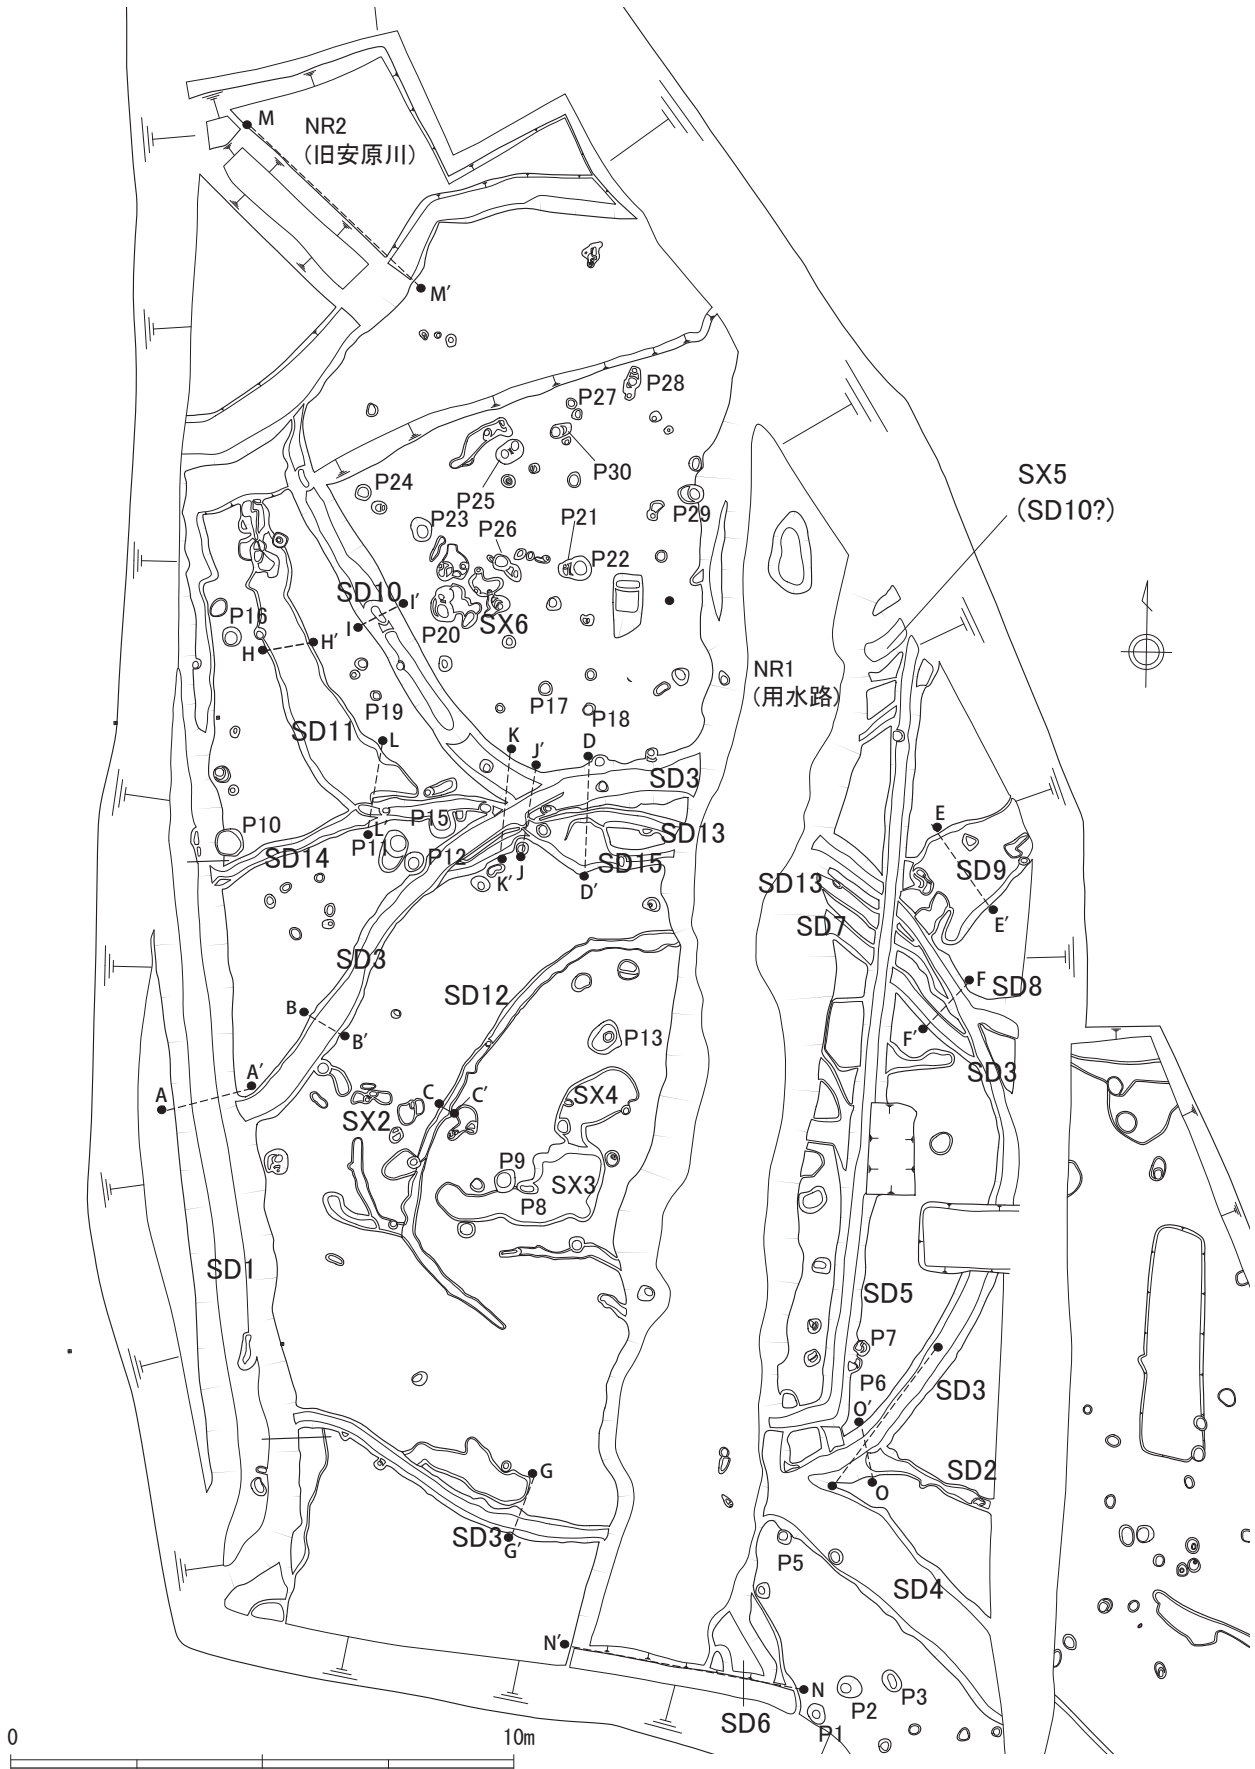 M
NR2
(旧安原川)
M'
P27
P28
P30
P24
P25
P29
P23
P26
P21
P22
SX5
(SD10?)
SD10
I'
I
P16
P20
SX6
H
H'
NR1
(用水路)
P19
P17
P18
SD11
L
K
J'
D
SD3
P10
L'
P15
P11
P12
SD13
SD14
SD15
J
K'
D'
E
SD9
SD13
E'
SD7
SD3
SD12
F
SD8
B
B'
P13
F'
SD3
A'
A
C
C'
SX4
SX2
P9
SX3
P8
SD1
SD5
P7
P6
SD3
O'
G
SD2
O
SD3
G'
P5
SD4
N'
N
P2
P3
P1
SD6
0
10m